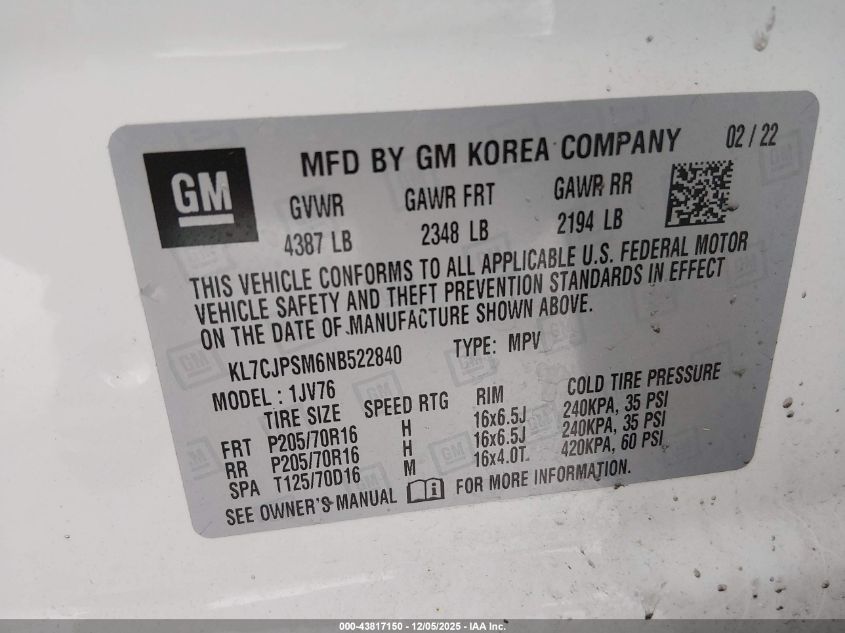 GM
MFD BY GM KOREA COMPANY 02 / 22
GVWR GAWR FRT GAWR RR
4387 LB 2348 LB 2194 LB
THIS VEHICLE CONFORMS TO ALL APPLICABLE U.S. FEDERAL MOTOR
VEHICLE SAFETY AND THEFT PREVENTION STANDARDS IN EFFECT
ON THE DATE OF MANUFACTURE SHOWN ABOVE.
KL7CJPSM6NB522840 TYPE: MPV
MODEL : 1JV76
TIRE SIZE SPEED RTG RIM COLD TIRE PRESSURE
FRT P205/70R16 H 16x6.5J 240KPA, 35 PSI
RR P205/70R16 H 16x6.5J 240KPA, 35 PSI
SPA T125/70D16 M 16x4.0T. 420KPA, 60 PSI
SEE OWNER'S MANUAL FOR MORE INFORMATION.
000-43817150 - 12/05/2025 - IAA Inc.